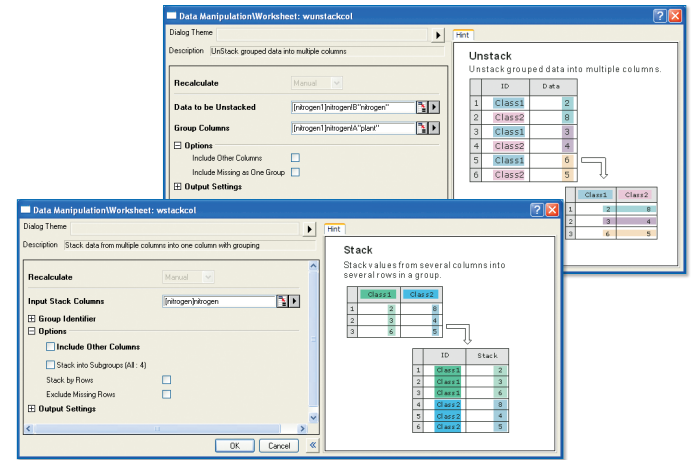 Data Manipulation\Worksheet: wunstackcol
Dialog Theme
Description UnStack grouped data into multiple columns
Recalculate Manual
Data to be Unstacked [nitrogen1]nitrogen!B"nitrogen"
Group Columns [nitrogen1]nitrogen!A"plant"
Options
Include Other Columns
Include Missing as One Group
Output Settings
Hint
Unstack
Unstack grouped data into multiple columns.
ID Data
1 Class1 2
2 Class2 8
3 Class1 3
4 Class2 4
5 Class1 6
6 Class2 5
Class1 Class2
1 2 8
2 3 4
3 6 5
Data Manipulation\Worksheet: wstackcol
Dialog Theme
Description Stack data from multiple columns into one column with grouping
Recalculate Manual
Input Stack Columns [nitrogen]nitrogen
Group Identifier
Options
Include Other Columns
Stack into Subgroups (All : 4)
Stack by Rows
Exclude Missing Rows
Output Settings
OK Cancel
Hint
Stack
Stack values from several columns into
several rows in a group.
Class1 Class2
1 2 8
2 3 4
3 6 5
ID Stack
1 Class1 2
2 Class1 3
3 Class1 6
4 Class2 8
5 Class2 4
6 Class2 5